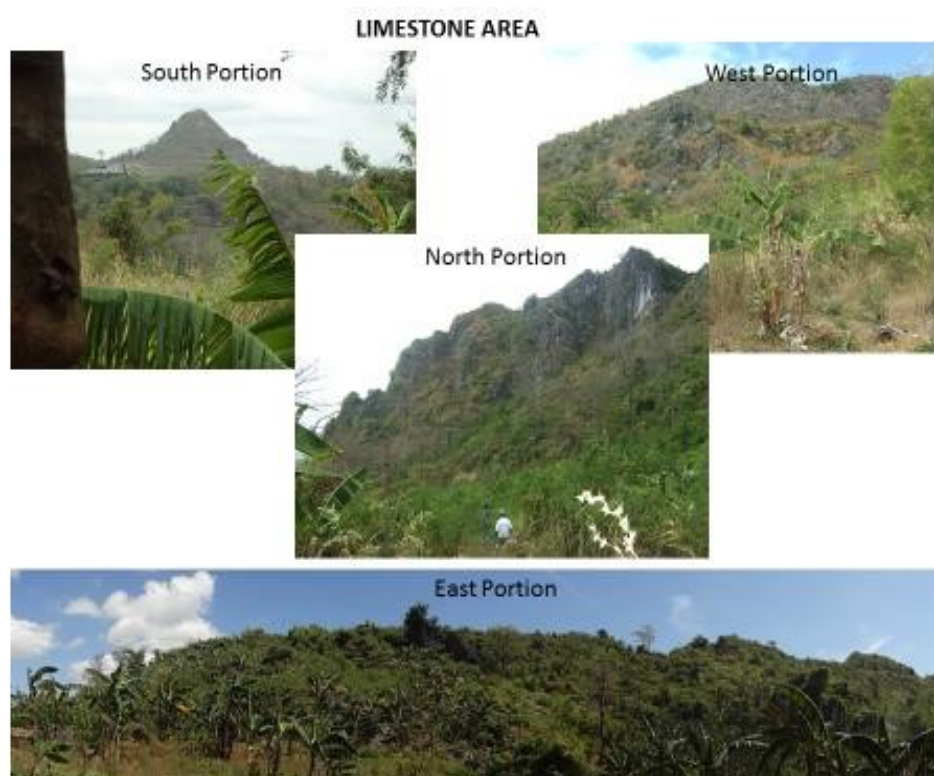 LIMESTONE AREA
South Portion
West Portion
North Portion
East Portion